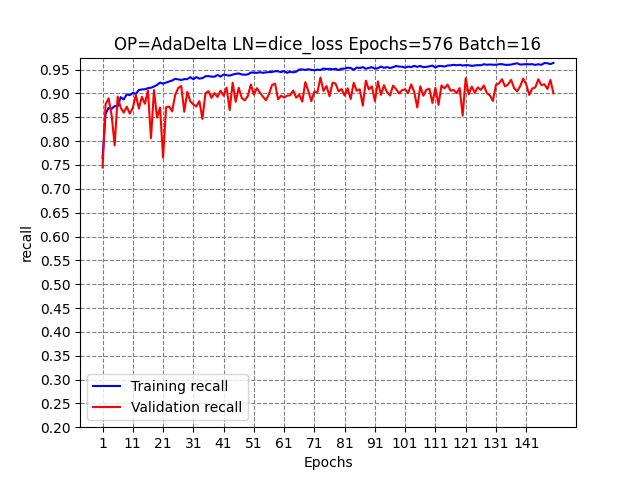 OP=AdaDelta LN=dice_loss Epochs=576 Batch=16
0.95
0.90
0.85
0.80
0.75
0.70
0.65
0.60
0.55
0.50
0.45
0.40
0.35
0.30
0.25
0.20
recall
Training recall
Validation recall
1 11 21 31 41 51 61 71 81 91 101 111 121 131 141
Epochs